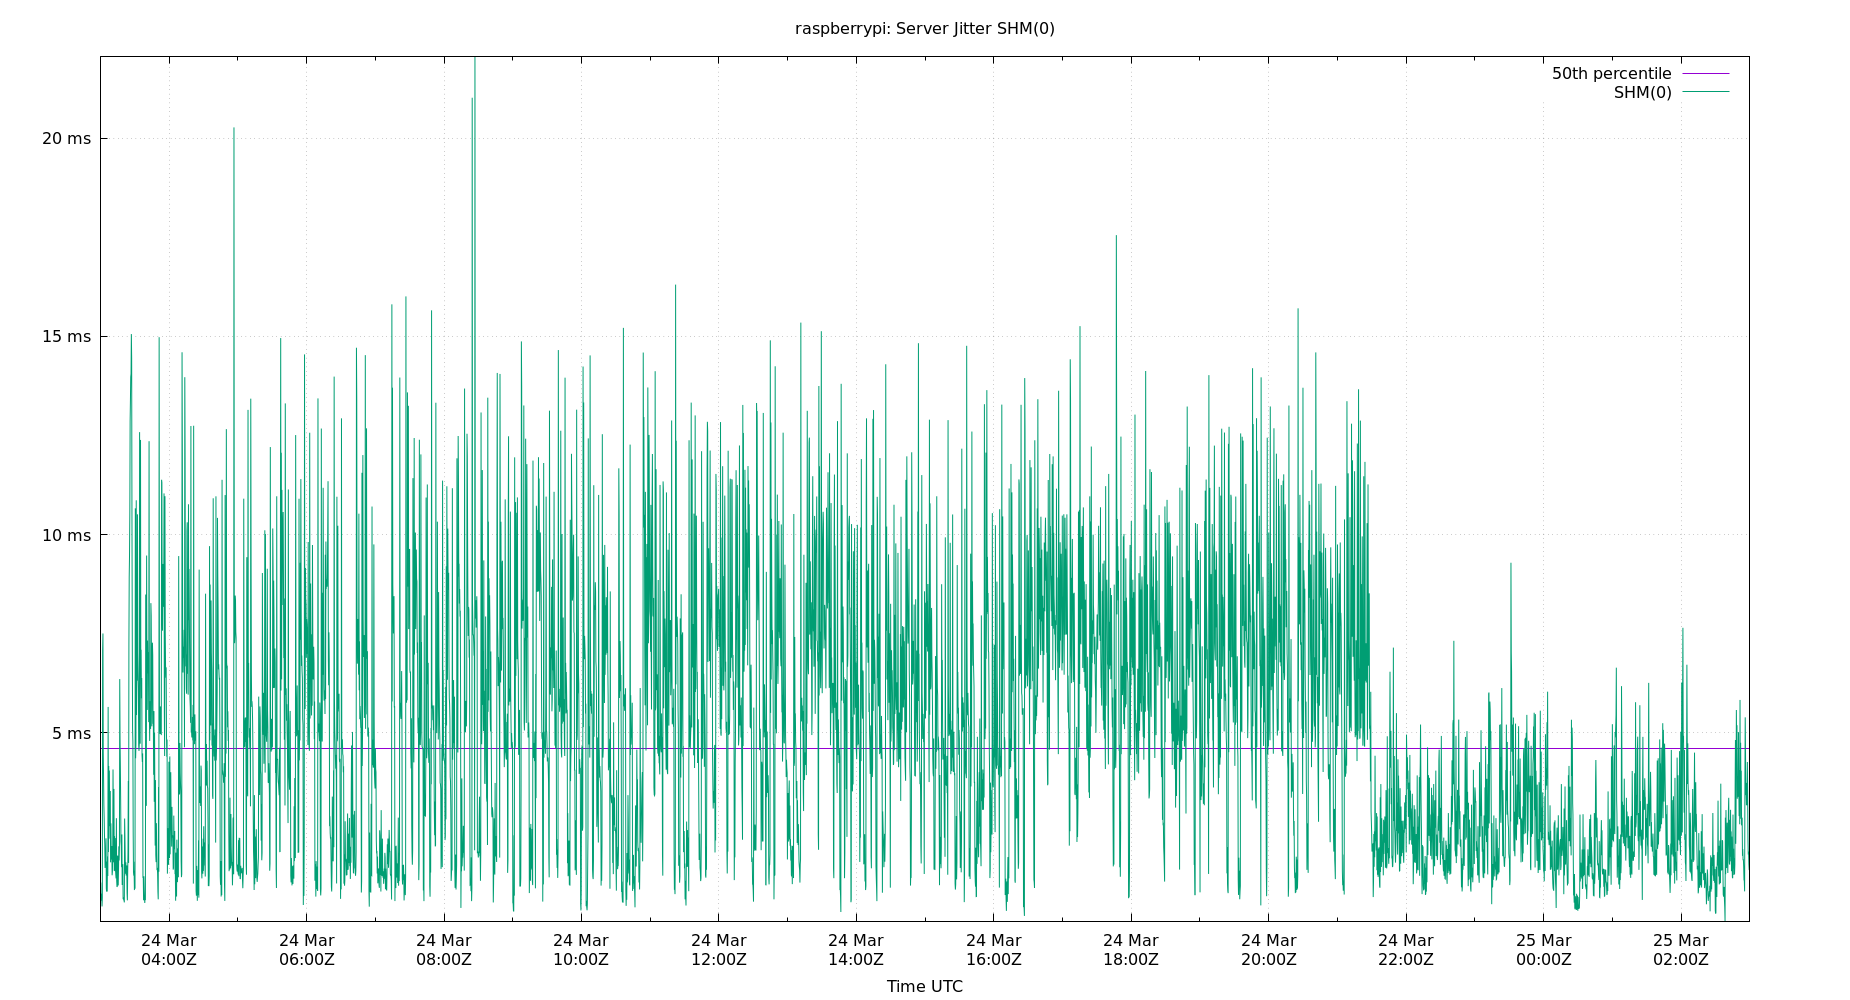 raspberrypi: Server Jitter SHM(0)
50th percentile
SHM(0)
20 ms
15 ms
10 ms
5 ms
24 Mar 24 Mar 24 Mar 24 Mar 24 Mar 24 Mar 24 Mar 24 Mar 24 Mar 24 Mar 25 Mar 25 Mar
04:00Z 06:00Z 08:00Z 10:00Z 12:00Z 14:00Z 16:00Z 18:00Z 20:00Z 22:00Z 00:00Z 02:00Z
Time UTC